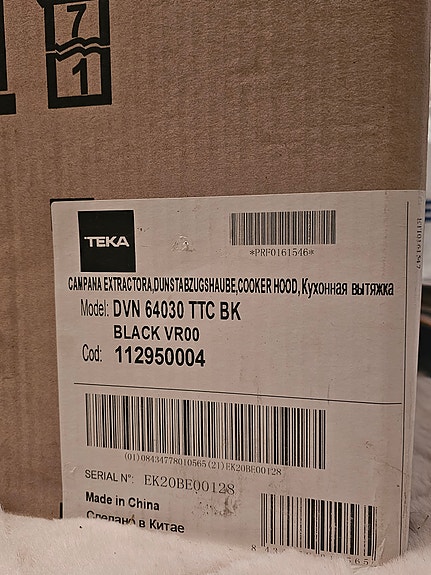 7
1
TEKA
*PRF0161546*
CAMPANA EXTRACTORA,DUNSTABZUGSHAUBE,COOKER HOOD,Кухонная вытяжка
Model: DVN 64030 TTC BK
BLACK VR00
Cod: 112950004
(01)08434778010565(21)EK20BE00128
SERIAL Nº: EK20BE00128
Made in China
Сделано в Китае